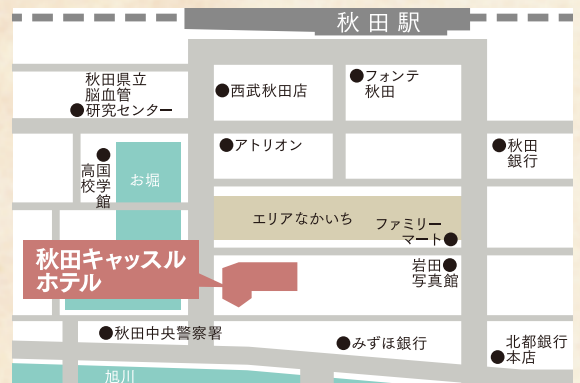 秋田駅
秋田県立
脳血管
研究センター
西武秋田店
フォンテ
秋田
アトリオン
秋田
銀行
国学館
高校
お堀
エリアなかいち
ファミリー
マート
秋田キャッスル
ホテル
岩田
写真館
秋田中央警察署
みずほ銀行
北都銀行
本店
旭川